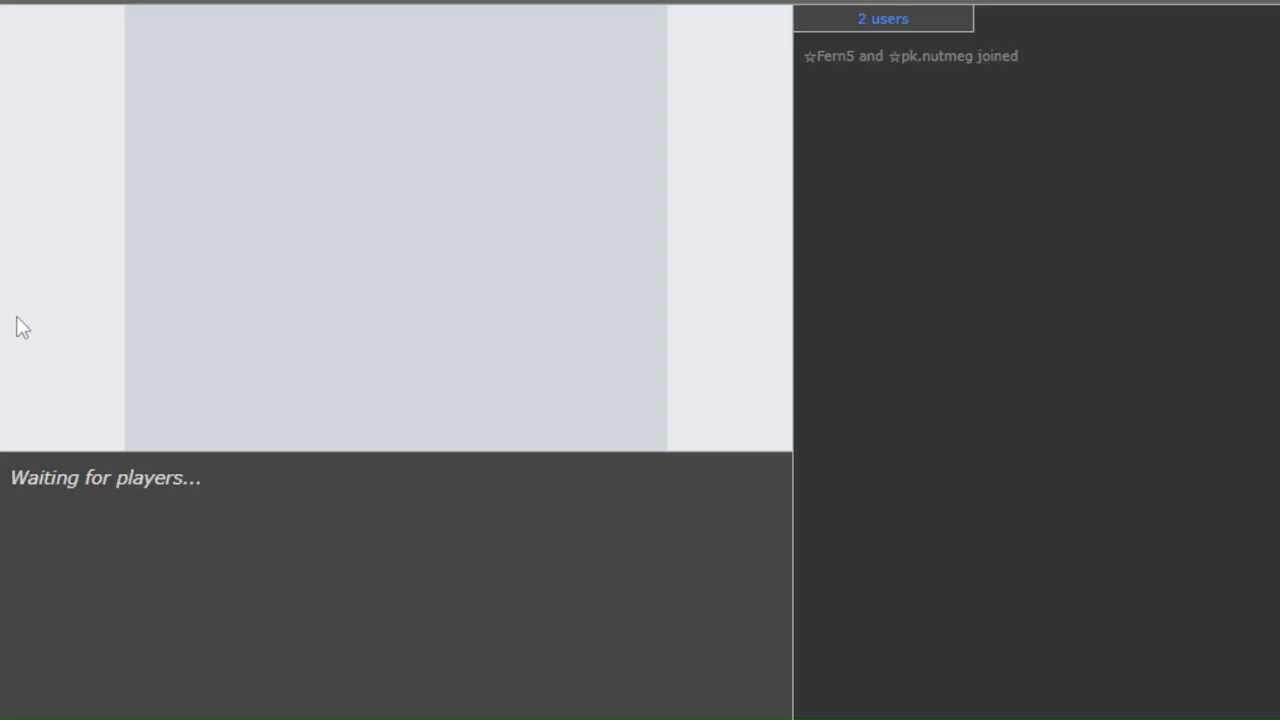 2 users
☆Fern5 and ☆pk.nutmeg joined
Waiting for players...